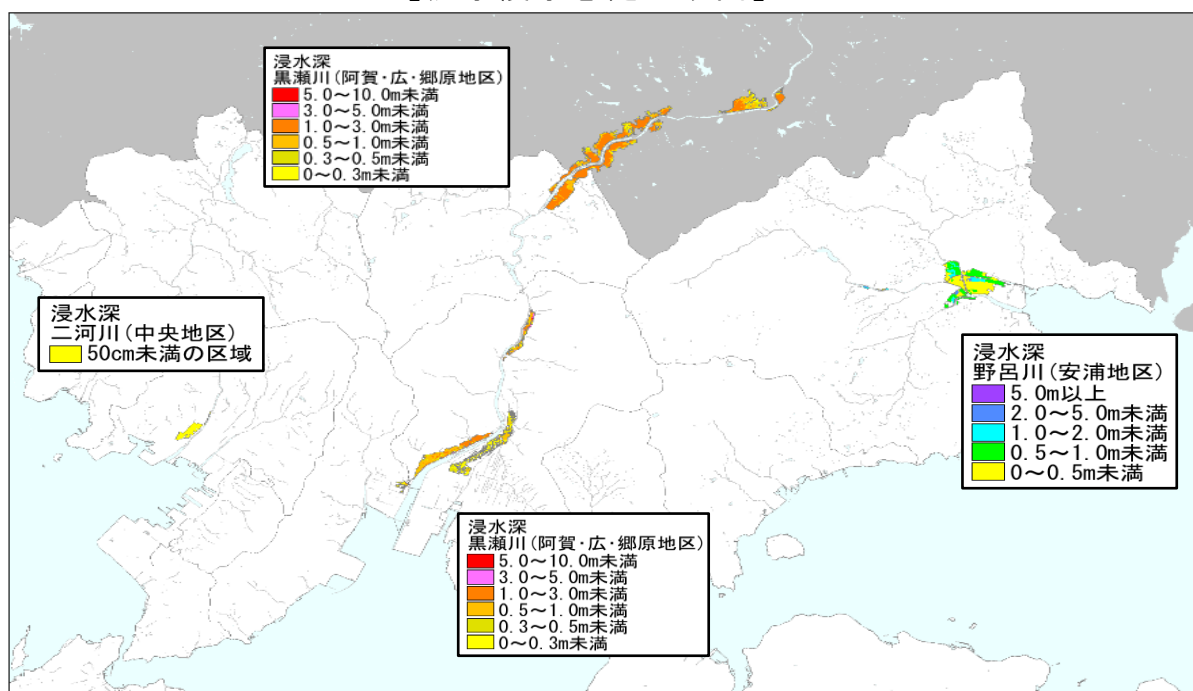 浸水深
黒瀬川(阿賀・広・郷原地区)
5.0~10.0m未満
3.0~5.0m未満
1.0~3.0m未満
0.5~1.0m未満
0.3~0.5m未満
0~0.3m未満
浸水深
二河川(中央地区)
50cm未満の区域
浸水深
野呂川(安浦地区)
5.0m以上
2.0~5.0m未満
1.0~2.0m未満
0.5~1.0m未満
0~0.5m未満
浸水深
黒瀬川(阿賀・広・郷原地区)
5.0~10.0m未満
3.0~5.0m未満
1.0~3.0m未満
0.5~1.0m未満
0.3~0.5m未満
0~0.3m未満